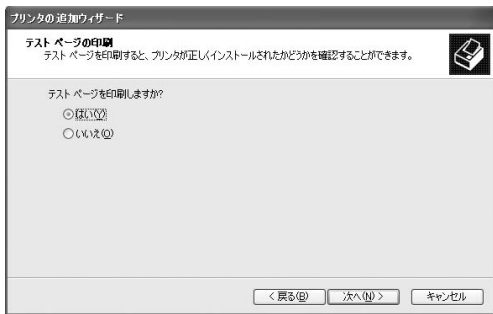 プリンタの追加ウィザード
テスト ページの印刷
テスト ページを印刷すると、プリンタが正しくインストールされたかどうかを確認することができます。
テスト ページを印刷しますか?
はい(Y)
いいえ(O)
< 戻る(B) 次へ(N) > キャンセル